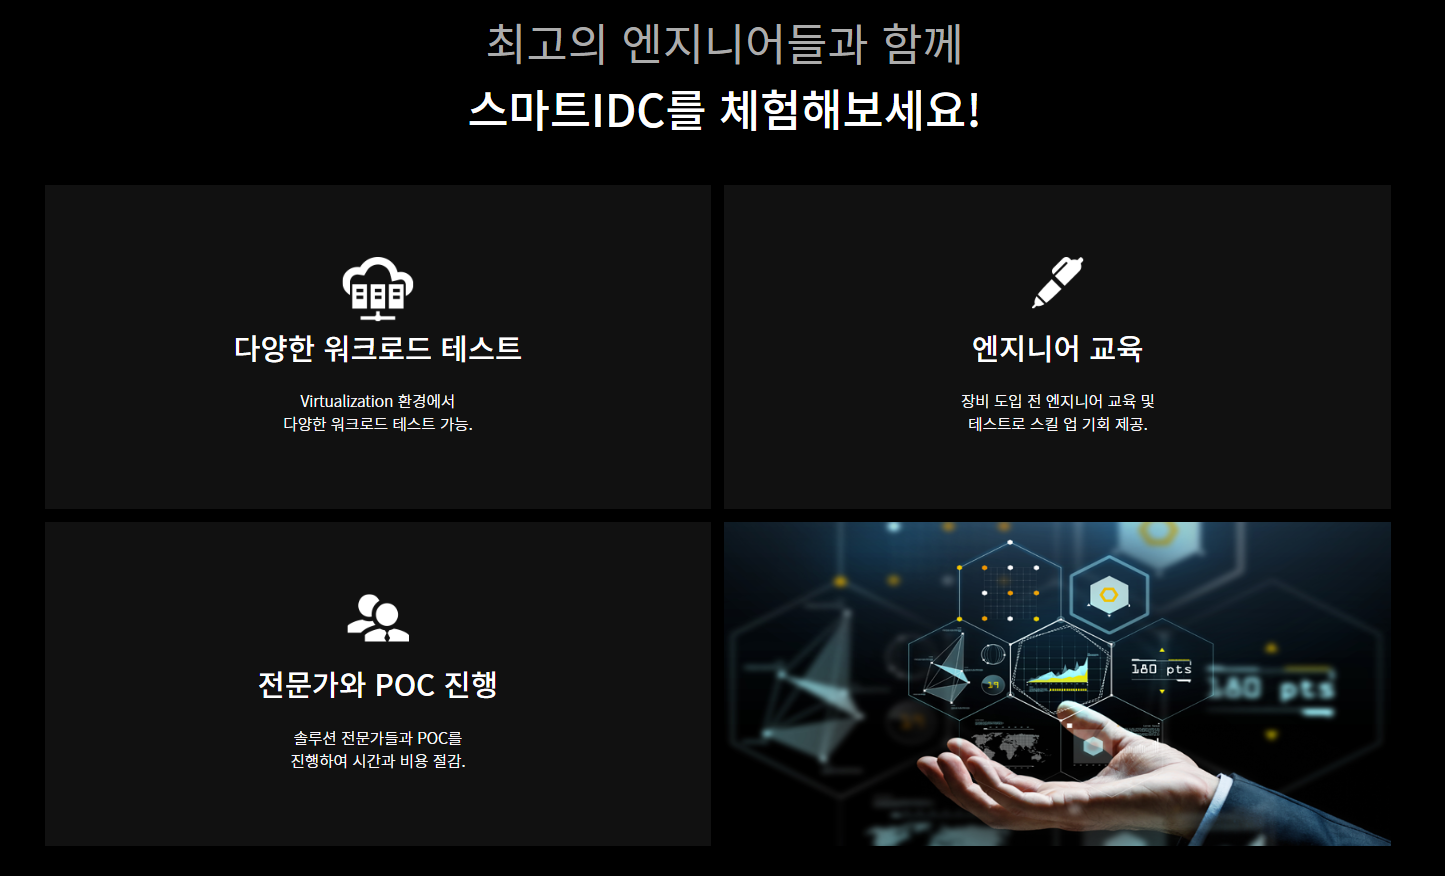 최고의 엔지니어들과 함께
스마트IDC를 체험해보세요!
다양한 워크로드 테스트
Virtualization 환경에서
다양한 워크로드 테스트 가능.
엔지니어 교육
장비 도입 전 엔지니어 교육 및
테스트로 스킬 업 기회 제공.
전문가와 POC 진행
솔루션 전문가들과 POC를
진행하여 시간과 비용 절감.
19
180 pts
180 pts